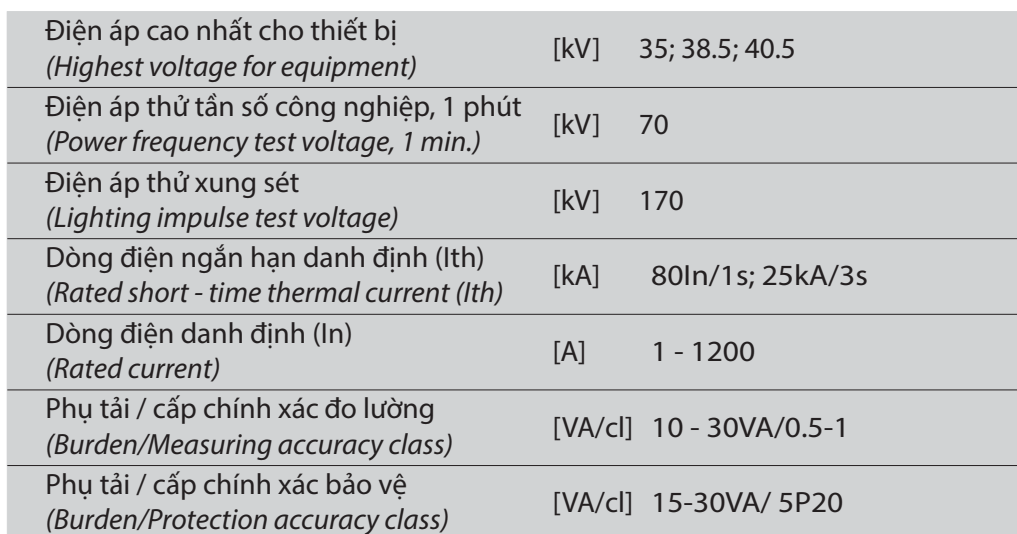 Điện áp cao nhất cho thiết bị
(Highest voltage for equipment)
[kV] 35; 38.5; 40.5
Điện áp thử tần số công nghiệp, 1 phút
(Power frequency test voltage, 1 min.)
[kV] 70
Điện áp thử xung sét
(Lighting impulse test voltage)
[kV] 170
Dòng điện ngắn hạn danh định (Ith)
(Rated short - time thermal current (Ith)
[kA] 80In/1s; 25kA/3s
Dòng điện danh định (In)
(Rated current)
[A] 1 - 1200
Phụ tải / cấp chính xác đo lường
(Burden/Measuring accuracy class)
[VA/cl] 10 - 30VA/0.5-1
Phụ tải / cấp chính xác bảo vệ
(Burden/Protection accuracy class)
[VA/cl] 15-30VA/ 5P20